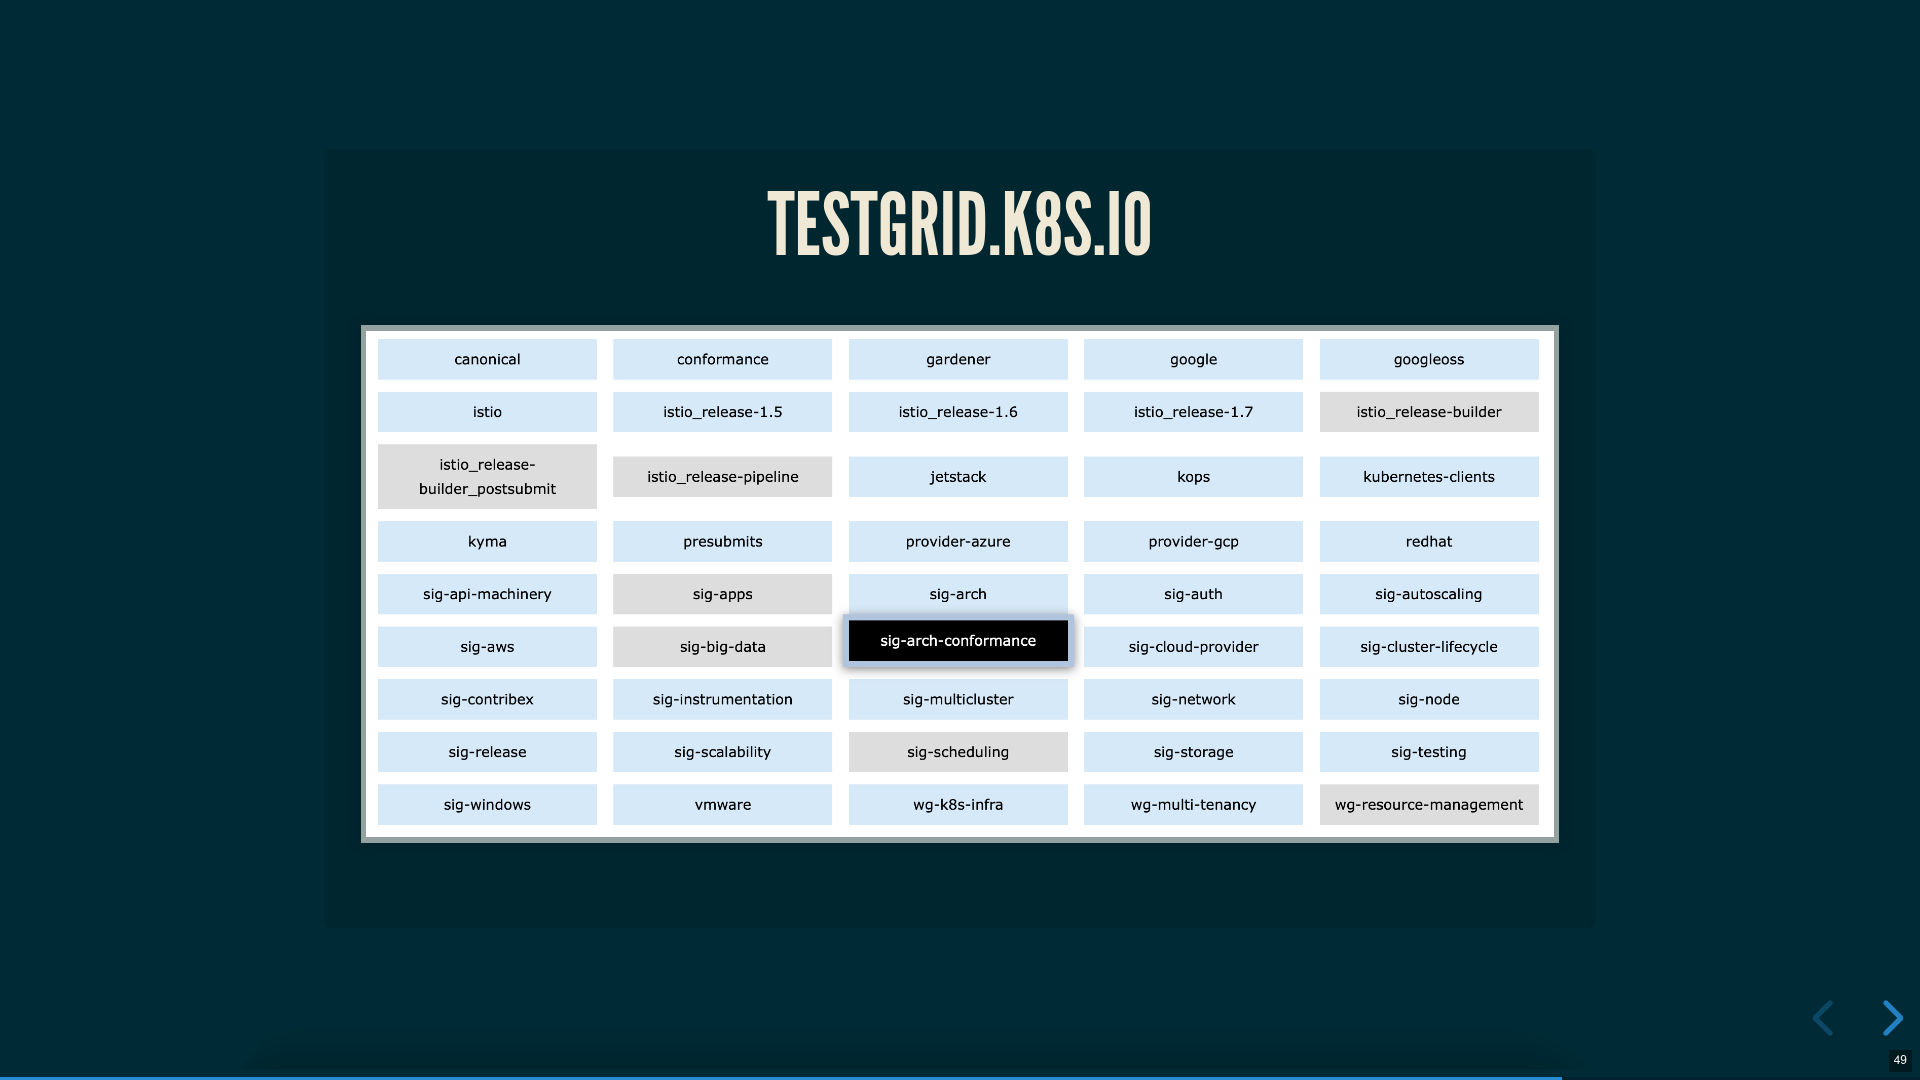 TESTGRID.K8S.IO
canonical conformance gardener google googleoss
istio istio_release-1.5 istio_release-1.6 istio_release-1.7 istio_release-builder
istio_release-
builder_postsubmit
istio_release-pipeline jetstack kops kubernetes-clients
kyma presubmits provider-azure provider-gcp redhat
sig-api-machinery sig-apps sig-arch sig-auth sig-autoscaling
sig-aws sig-big-data sig-arch-conformance sig-cloud-provider sig-cluster-lifecycle
sig-contribex sig-instrumentation sig-multicluster sig-network sig-node
sig-release sig-scalability sig-scheduling sig-storage sig-testing
sig-windows vmware wg-k8s-infra wg-multi-tenancy wg-resource-management
49